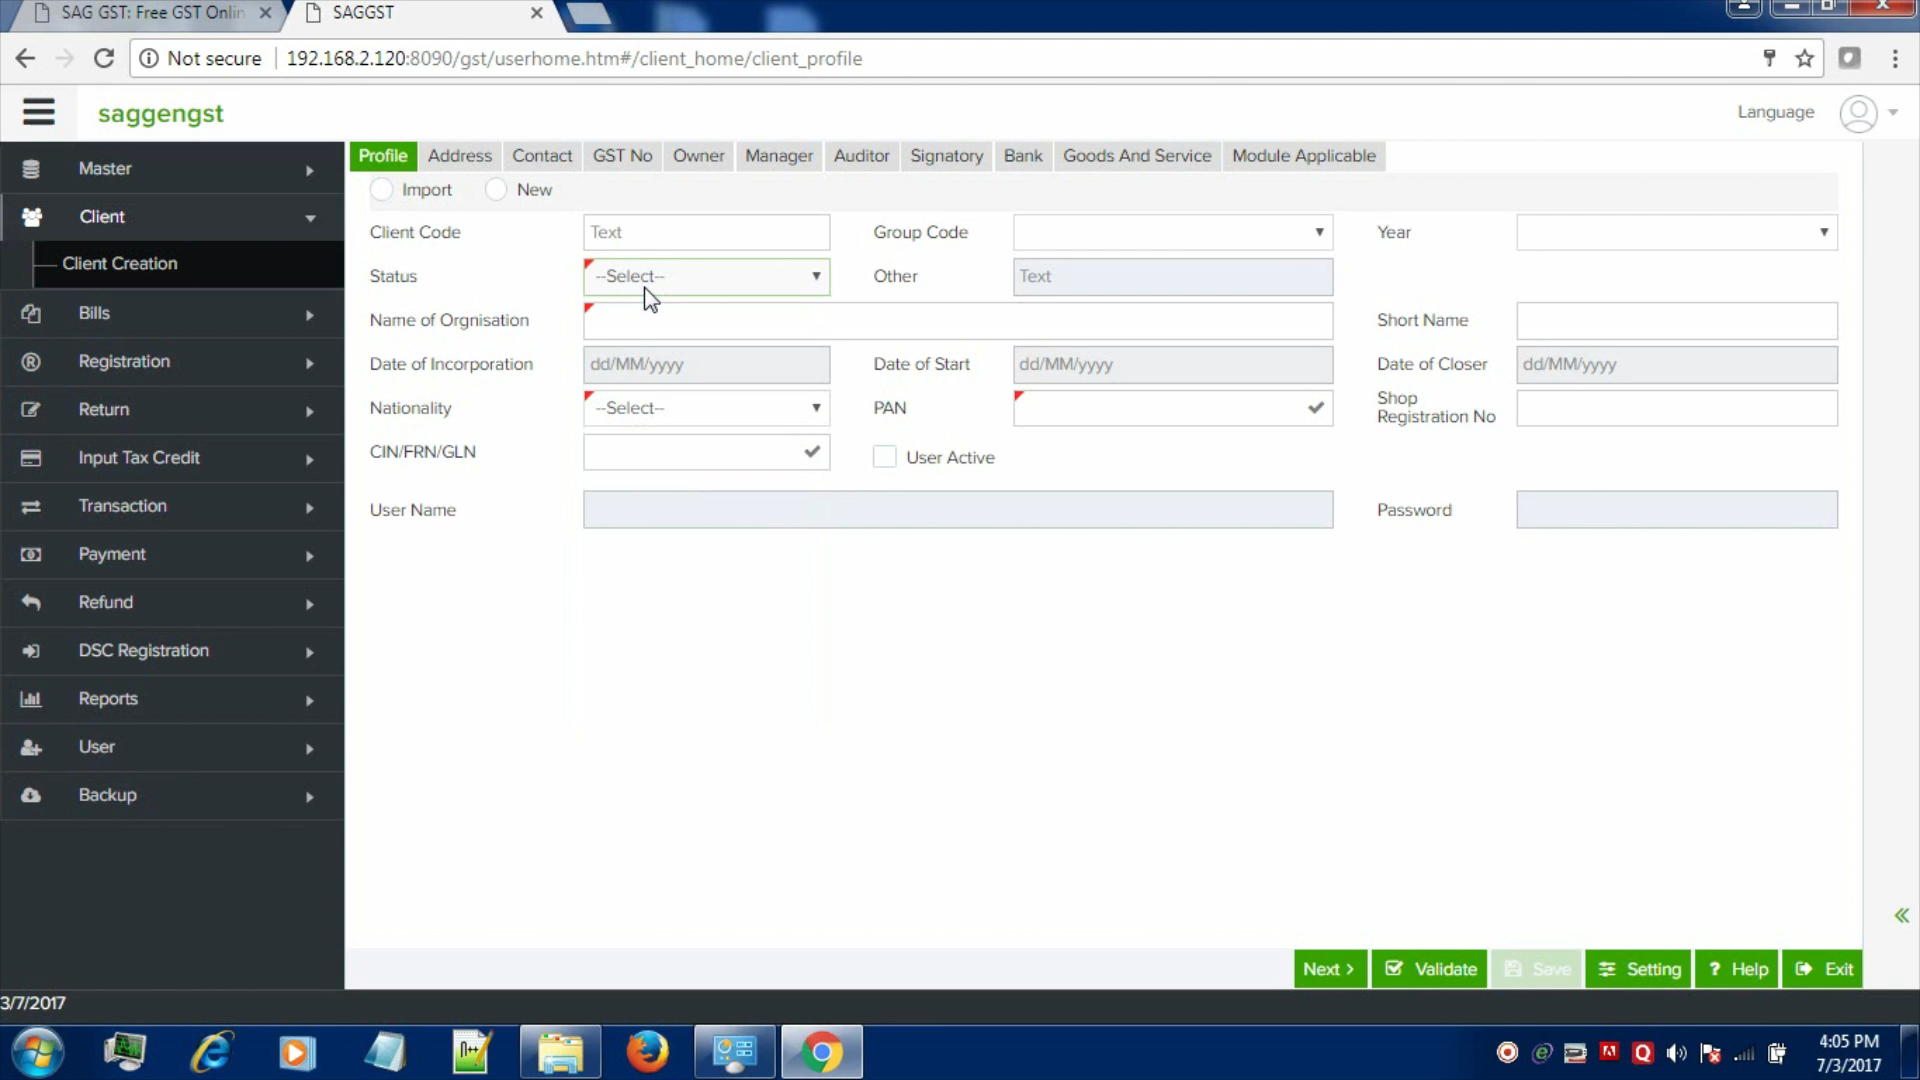 SAG GST: Free GST Onlin
SAGGST
Not secure
192.168.2.120:8090/gst/userhome.htm#/client_home/client_profile
saggengst
Language
Master
Client
Client Creation
Bills
Registration
Return
Input Tax Credit
Transaction
Payment
Refund
DSC Registration
Reports
User
Backup
Profile Address Contact GST No Owner Manager Auditor Signatory Bank Goods And Service Module Applicable
Import New
Client Code Text Group Code Year
Status --Select-- Other Text
Name of Orgnisation Short Name
Date of Incorporation dd/MM/yyyy Date of Start dd/MM/yyyy Date of Closer dd/MM/yyyy
Nationality --Select-- PAN Shop
Registration No
CIN/FRN/GLN User Active
User Name Password
Next > Validate Save Setting ? Help Exit
3/7/2017
4:05 PM
7/3/2017